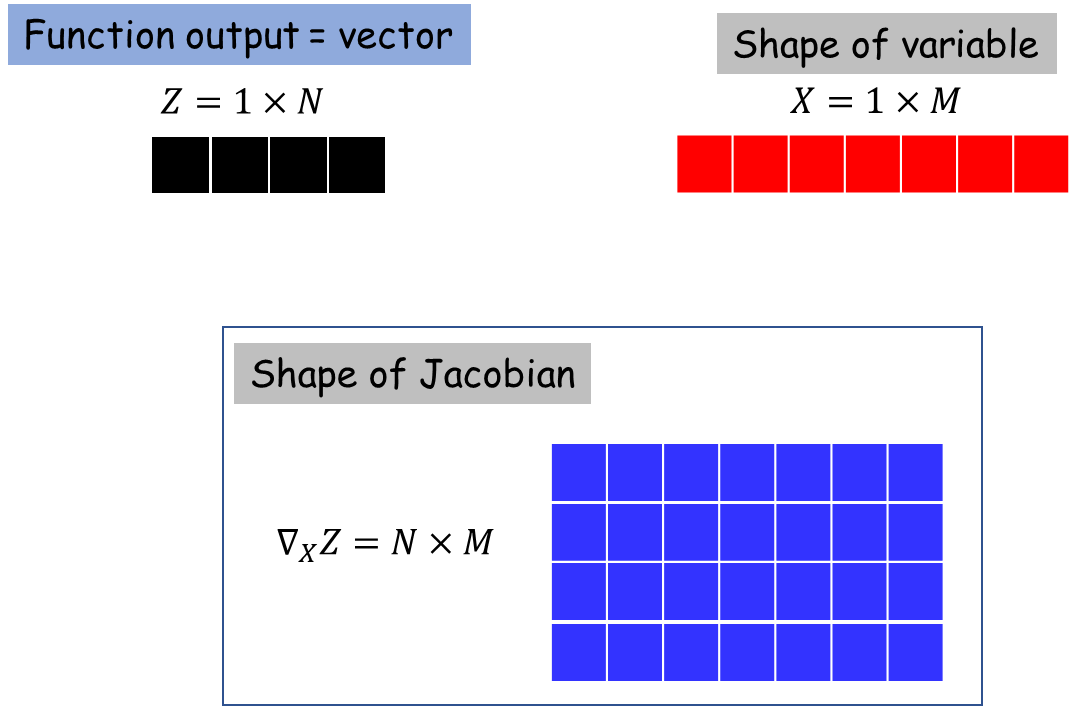 Function output = vector
Z = 1 × N
Shape of variable
X = 1 × M
Shape of Jacobian
∇_X Z = N × M